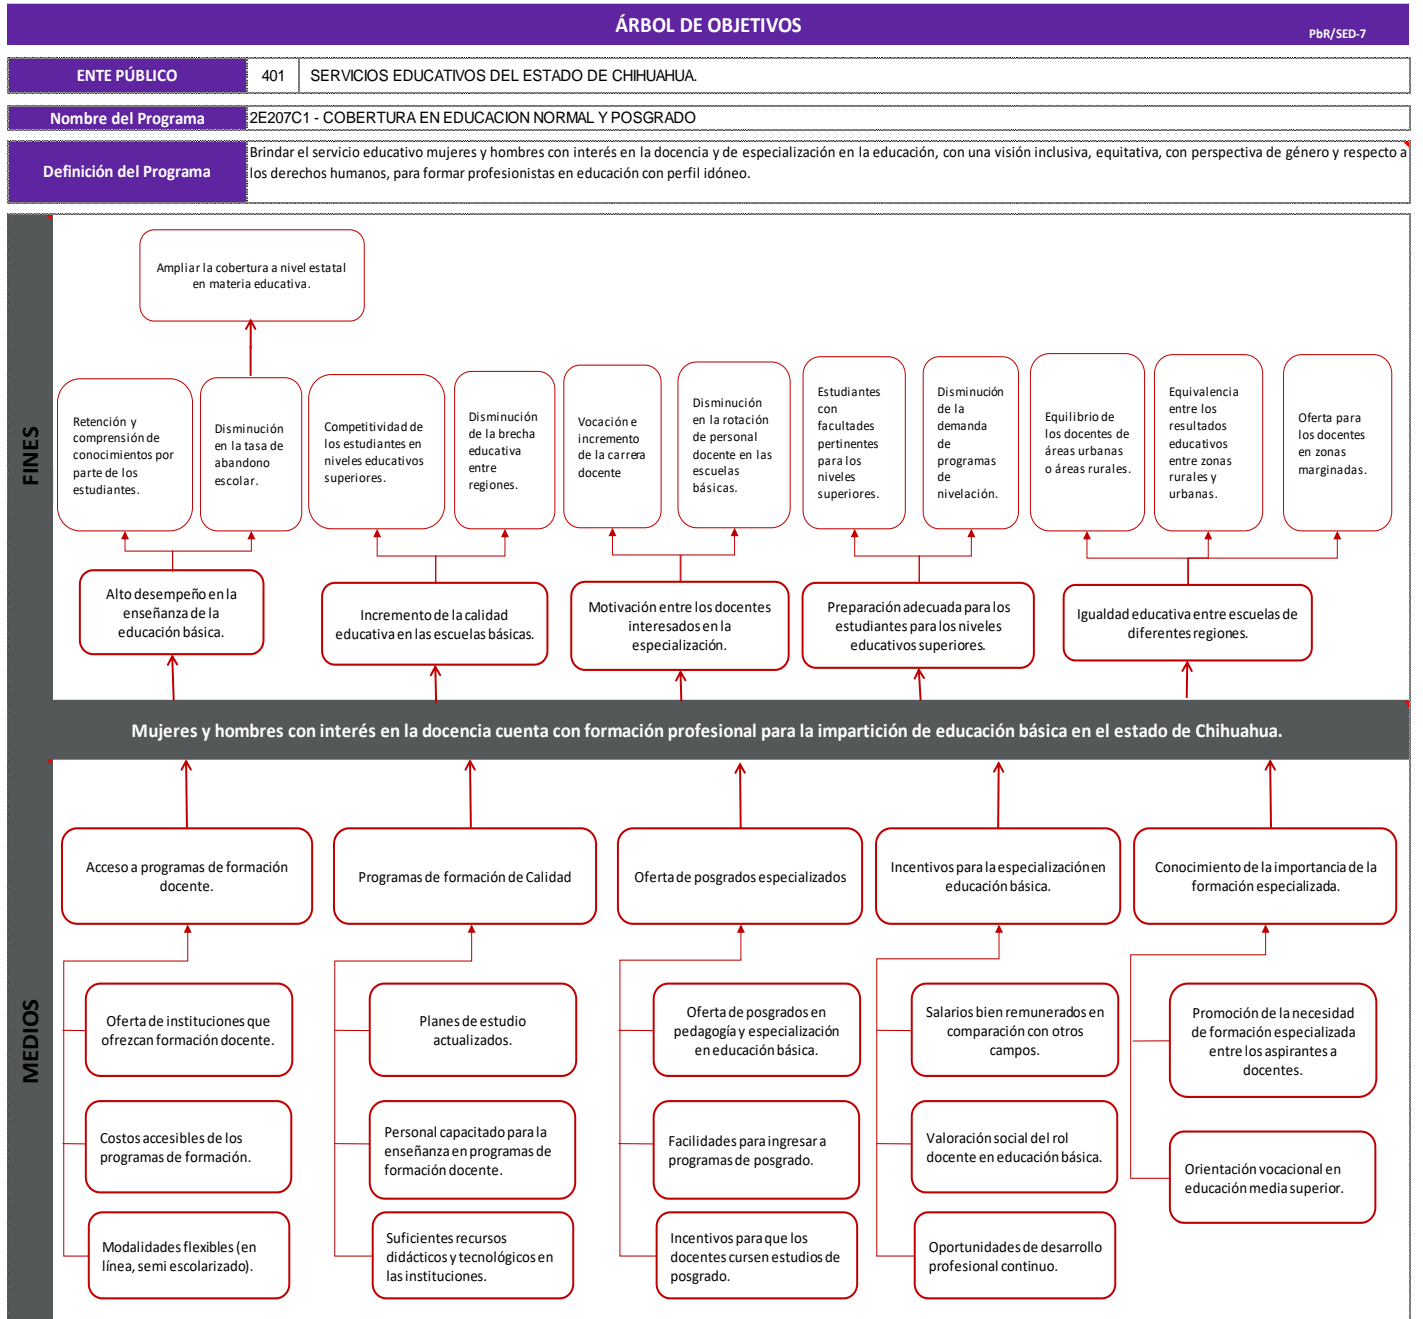 ÁRBOL DE OBJETIVOS
PbR/SED-7
ENTE PÚBLICO
401
SERVICIOS EDUCATIVOS DEL ESTADO DE CHIHUAHUA.
Nombre del Programa
2E207C1 - COBERTURA EN EDUCACION NORMAL Y POSGRADO
Definición del Programa
Brindar el servicio educativo mujeres y hombres con interés en la docencia y de especialización en la educación, con una visión inclusiva, equitativa, con perspectiva de género y respecto a
los derechos humanos, para formar profesionistas en educación con perfil idóneo.
FINES
Ampliar la cobertura a nivel estatal
en materia educativa.
Retención y
comprensión de
conocimientos por
parte de los
estudiantes.
Disminución
en la tasa de
abandono
escolar.
Competitividad de
los estudiantes en
niveles educativos
superiores.
Disminución
de la brecha
educativa
entre
regiones.
Vocación e
incremento
de la carrera
docente
Disminución
en la rotación
de personal
docente en las
escuelas
básicas.
Estudiantes
con
facultades
pertinentes
para los
niveles
superiores.
Disminución
de la
demanda
de
programas
de
nivelación.
Equilibrio de
los docentes de
áreas urbanas
o áreas rurales.
Equivalencia
entre los
resultados
educativos
entre zonas
rurales y
urbanas.
Oferta para
los docentes
en zonas
marginadas.
Alto desempeño en la
enseñanza de la
educación básica.
Incremento de la calidad
educativa en las escuelas básicas.
Motivación entre los docentes
interesados en la
especialización.
Preparación adecuada para los
estudiantes para los niveles
educativos superiores.
Igualdad educativa entre escuelas de
diferentes regiones.
Mujeres y hombres con interés en la docencia cuenta con formación profesional para la impartición de educación básica en el estado de Chihuahua.
MEDIOS
Acceso a programas de formación
docente.
Programas de formación de Calidad
Oferta de posgrados especializados
Incentivos para la especialización en
educación básica.
Conocimiento de la importancia de la
formación especializada.
Oferta de instituciones que
ofrezcan formación docente.
Planes de estudio
actualizados.
Oferta de posgrados en
pedagogía y especialización
en educación básica.
Salarios bien remunerados en
comparación con otros
campos.
Promoción de la necesidad
de formación especializada
entre los aspirantes a
docentes.
Costos accesibles de los
programas de formación.
Personal capacitado para la
enseñanza en programas de
formación docente.
Facilidades para ingresar a
programas de posgrado.
Valoración social del rol
docente en educación básica.
Orientación vocacional en
educación media superior.
Modalidades flexibles (en
línea, semi escolarizado).
Suficientes recursos
didácticos y tecnológicos en
las instituciones.
Incentivos para que los
docentes cursen estudios de
posgrado.
Oportunidades de desarrollo
profesional continuo.